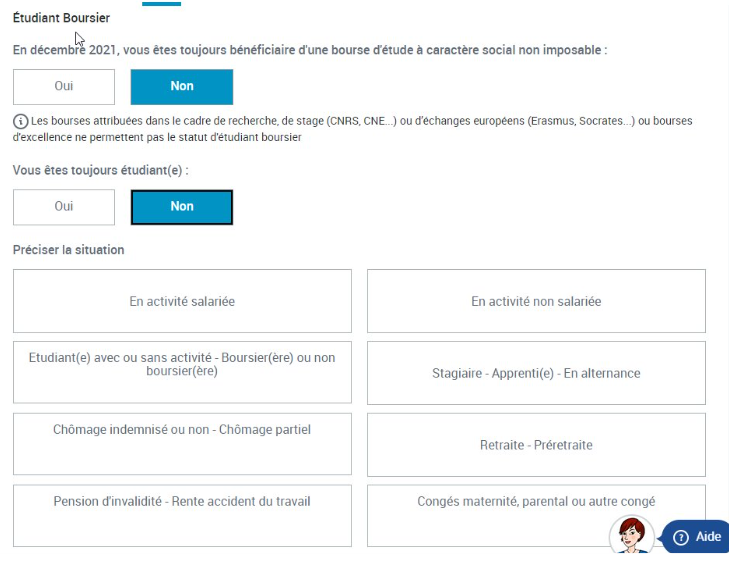 Étudiant Boursier
En décembre 2021, vous êtes toujours bénéficiaire d'une bourse d'étude à caractère social non imposable :
Oui
Non
Les bourses attribuées dans le cadre de recherche, de stage (CNRS, CNE...) ou d'échanges européens (Erasmus, Socrates...) ou bourses
d'excellence ne permettent pas le statut d'étudiant boursier
Vous êtes toujours étudiant(e) :
Oui
Non
Préciser la situation
En activité salariée
En activité non salariée
Etudiant(e) avec ou sans activité - Boursier(ère) ou non
boursier(ère)
Stagiaire - Apprenti(e) - En alternance
Chômage indemnisé ou non - Chômage partiel
Retraite - Préretraite
Pension d'invalidité - Rente accident du travail
Congés maternité, parental ou autre congé
? Aide